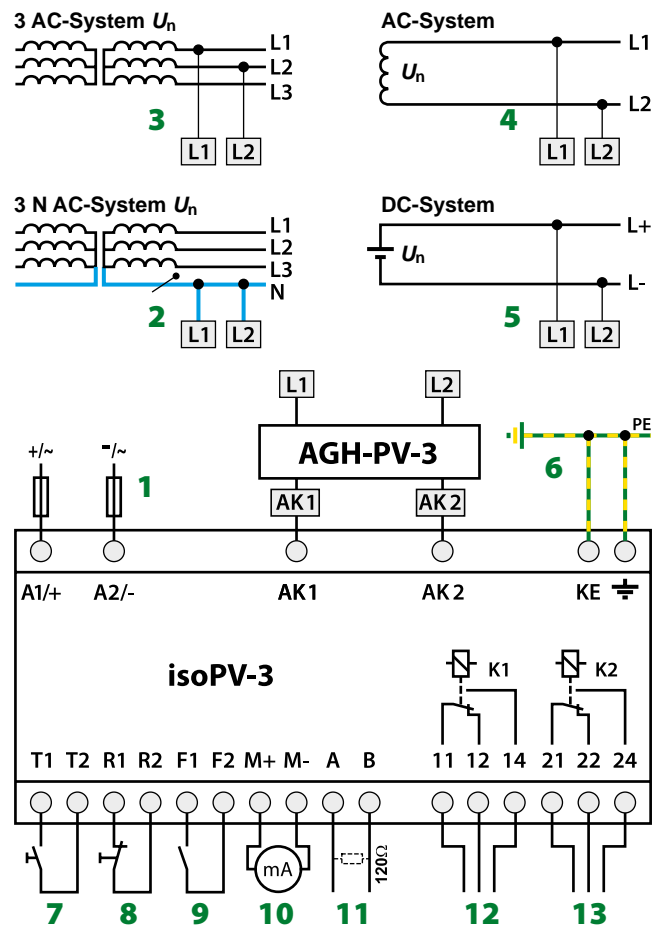 3 AC-System Un
L1
L2
L3
3
L1 L2
AC-System
L1
Un
L2
4
L1 L2
3 N AC-System Un
L1
L2
L3
N
2
L1 L2
DC-System
L+
Un
L-
5
L1 L2
L1 L2
AGH-PV-3
AK1 AK2
+/~ -/~
1
PE
6
A1/+ A2/- AK1 AK2 KE
isoPV-3
K1 K2
T1 T2 R1 R2 F1 F2 M+ M- A B 11 12 14 21 22 24
mA
120Ω
7 8 9 10 11 12 13